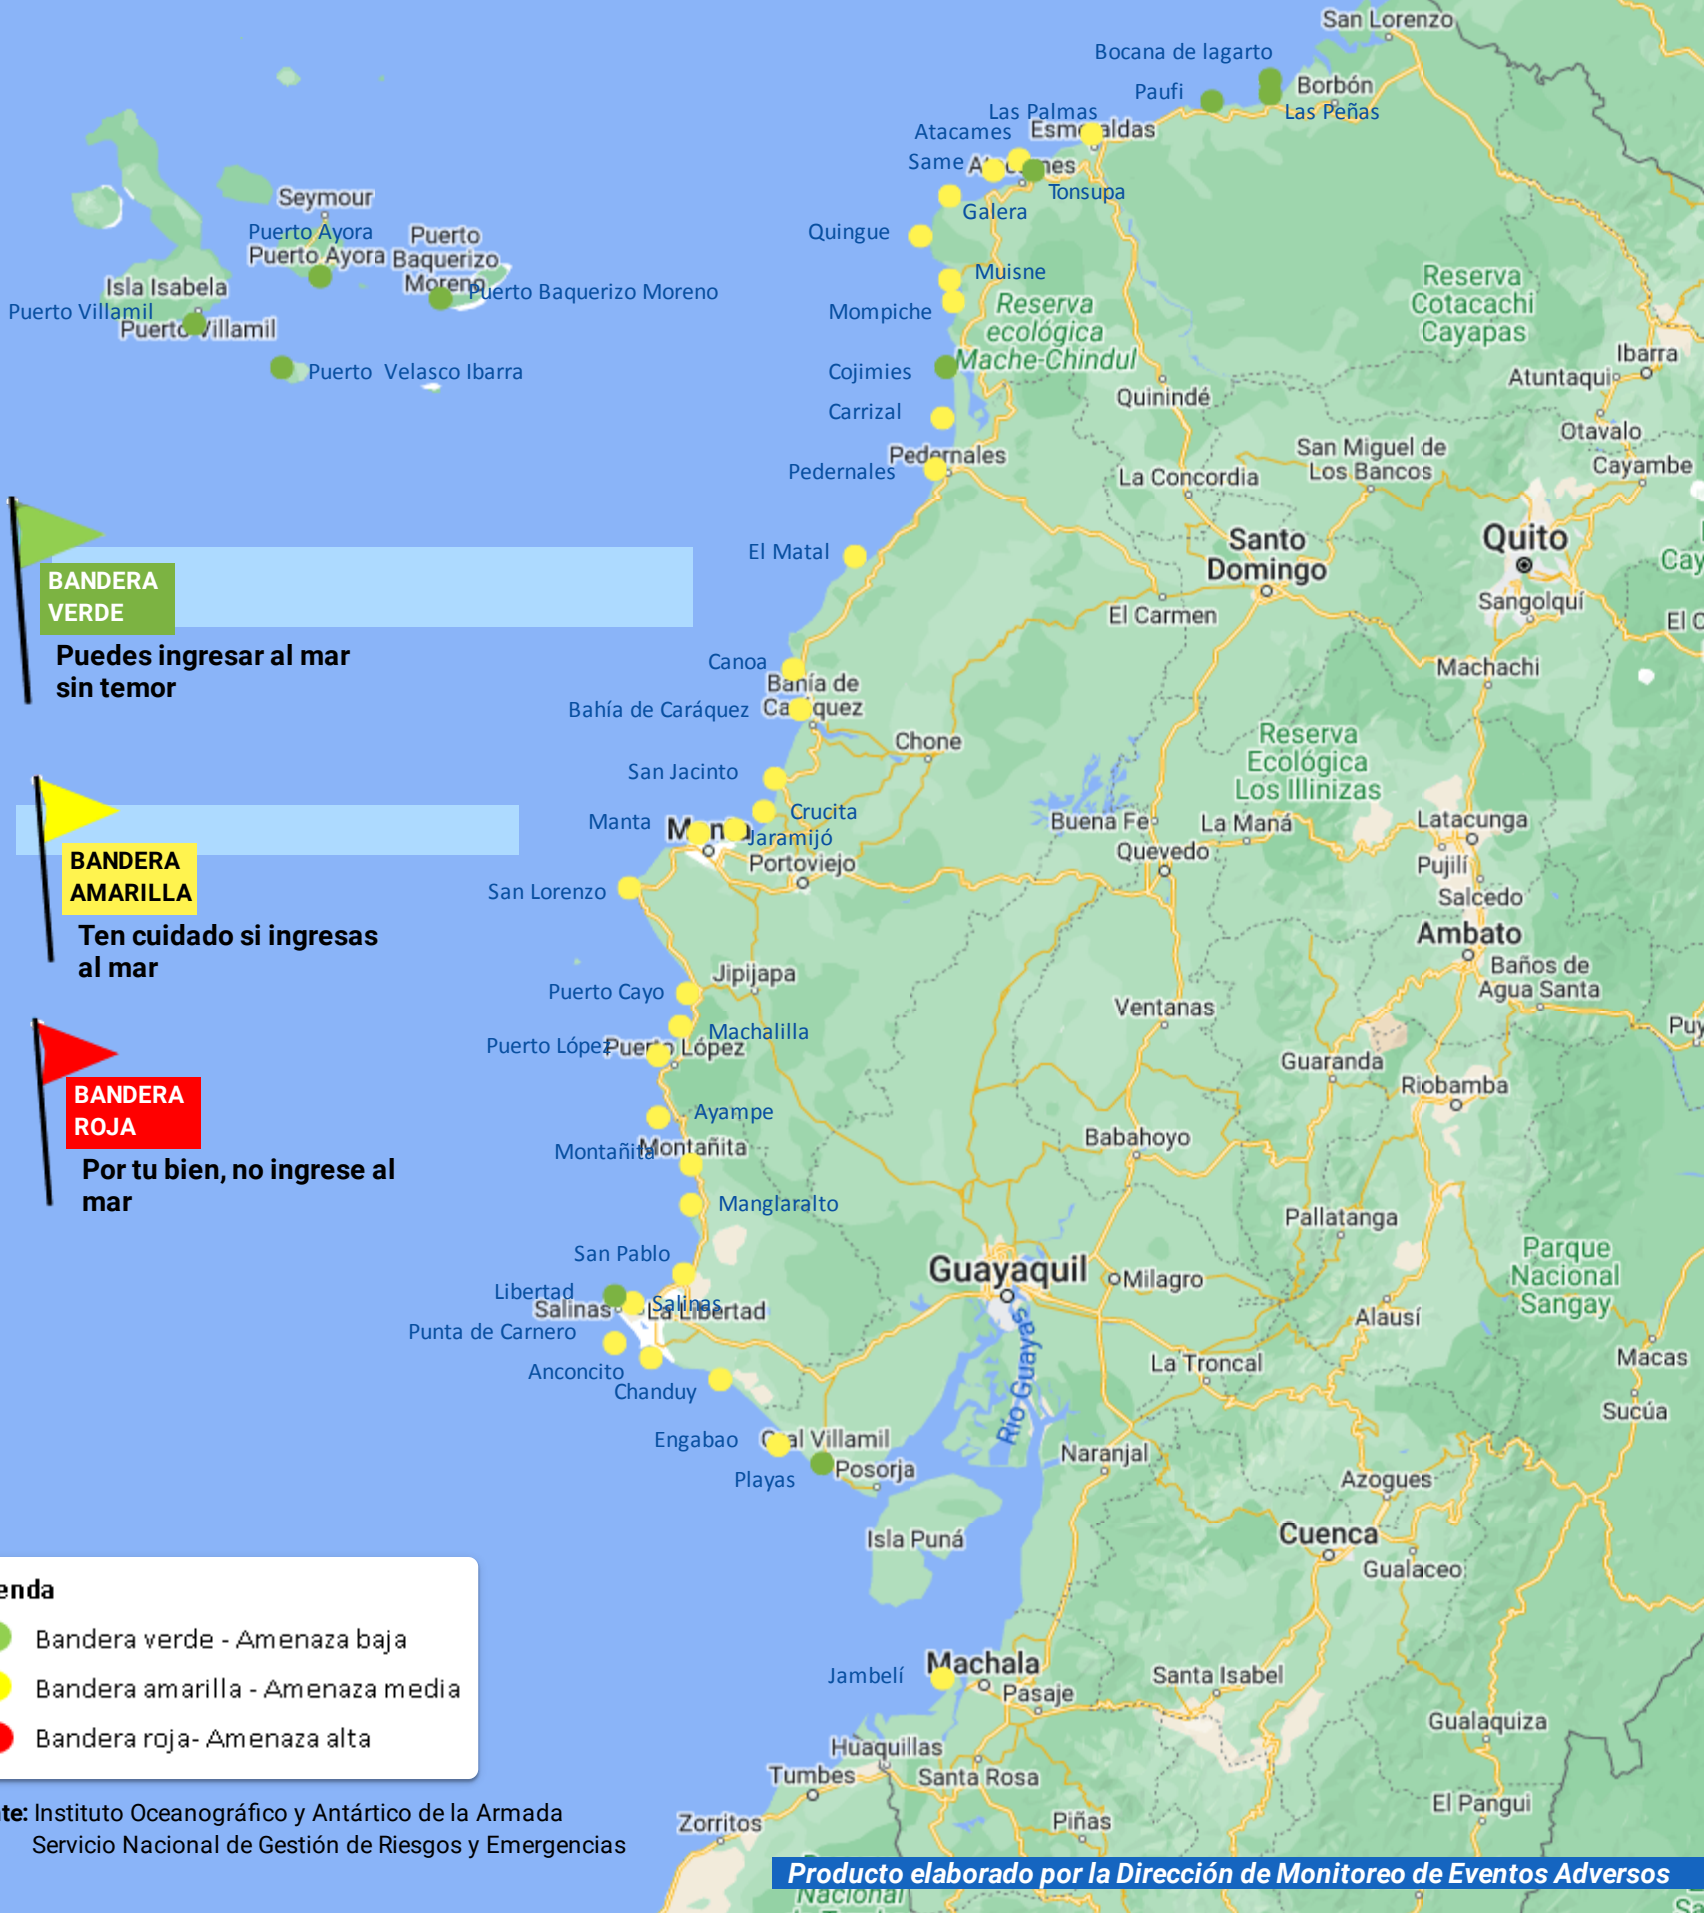 San Lorenzo
Bocana de lagarto
Borbón
Paufi
Las Peñas
Las Palmas
Atacames
Same
Tonsupa
Galera
Quingue
Muisne
Mompiche
Reserva
ecológica
Mache-Chindul
Cojimies
Carrizal
Pedernales
Pedernales
El Matal
Canoa
Bahía de Caráquez
San Jacinto
Crucita
Manta
Jaramijó
Portoviejo
San Lorenzo
Jipijapa
Puerto Cayo
Machalilla
Puerto López
Ayampe
Montañita
Montañita
Manglaralto
San Pablo
Libertad
Salinas
Salinas
La Libertad
Punta de Carnero
Anconcito
Chanduy
Engabao
Playas
Posorja
Isla Puná
Jambelí
Machala
Pasaje
Huaquillas
Tumbes
Santa Rosa
Zorritos
Piñas
Seymour
Puerto Ayora
Puerto Ayora
Puerto
Baquerizo
Moreno
Puerto Baquerizo Moreno
Isla Isabela
Puerto Villamil
Puerto Villamil
Puerto Velasco Ibarra
BANDERA
VERDE
Puedes ingresar al mar
sin temor
BANDERA
AMARILLA
Ten cuidado si ingresas
al mar
BANDERA
ROJA
Por tu bien, no ingrese al
mar
Reserva
Cotacachi
Cayapas
Ibarra
Atuntaqui
Otavalo
Cayambe
Quinindé
La Concordia
San Miguel de
Los Bancos
Santo
Domingo
Quito
Sangolquí
El Carmen
Machachi
Chone
Reserva
Ecológica
Los Illinizas
Buena Fe
La Maná
Latacunga
Quevedo
Pujilí
Salcedo
Ambato
Baños de
Agua Santa
Ventanas
Guaranda
Riobamba
Babahoyo
Pallatanga
Guayaquil
Milagro
Parque
Nacional
Sangay
Alausí
Río Guayas
La Troncal
Macas
Sucúa
Naranjal
Azogues
Cuenca
Gualaceo
Santa Isabel
Gualaquiza
El Pangui
enda
Bandera verde - Amenaza baja
Bandera amarilla - Amenaza media
Bandera roja- Amenaza alta
te: Instituto Oceanográfico y Antártico de la Armada
Servicio Nacional de Gestión de Riesgos y Emergencias
Producto elaborado por la Dirección de Monitoreo de Eventos Adversos
Nacional